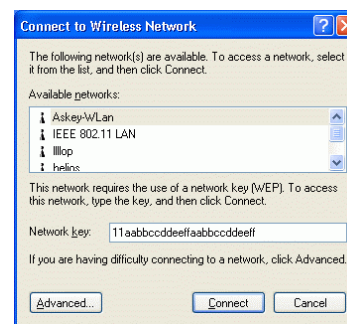 Connect to Wireless Network
The following network(s) are available. To access a network, select
it from the list, and then click Connect.
Available networks:
Askey-WLan
IEEE 802.11 LAN
helios
This network requires the use of a network key (WEP). To access
this network, type the key, and then click Connect.
Network key: 11aabbccddeeffaabbccddeeff
If you are having difficulty connecting to a network, click Advanced.
Advanced... Connect Cancel